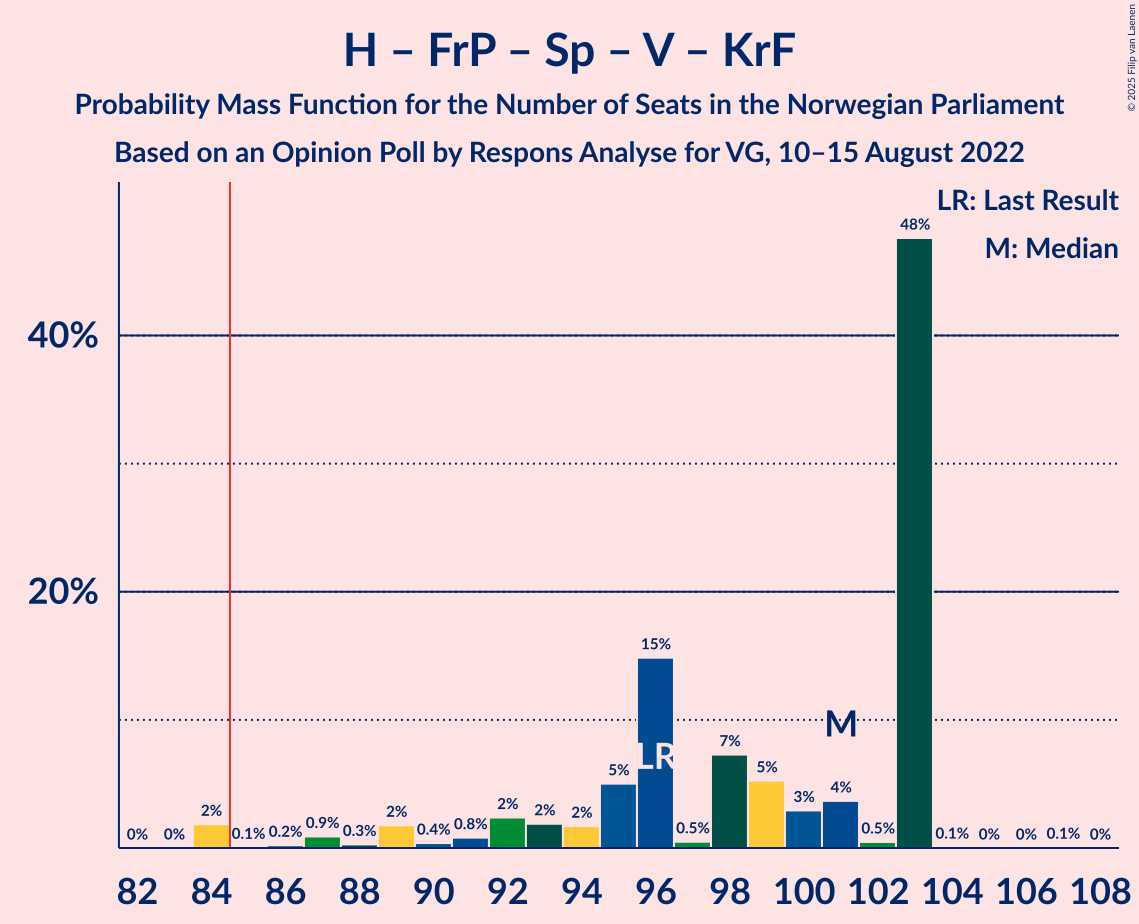 H – FrP – Sp – V – KrF
Probability Mass Function for the Number of Seats in the Norwegian Parliament
Based on an Opinion Poll by Respons Analyse for VG, 10–15 August 2022
© 2025 Filip van Laenen
LR: Last Result
M: Median
40%
20%
0% 0% 2% 0.1% 0.2% 0.9% 0.3% 2% 0.4% 0.8% 2% 2% 2% 5% 15% 0.5% 7% 5% 3% 4% 0.5% 48% 0.1% 0% 0% 0.1% 0%
LR
M
82 84 86 88 90 92 94 96 98 100 102 104 106 108